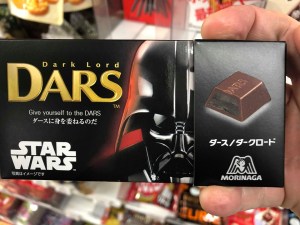 Dark Lord
DARS™
Give yourself to the DARS
ダースに身を委ねるのだ
STAR
WARS™
写真はイメージです
DARS
ダース/ダークロード
MORINAGA